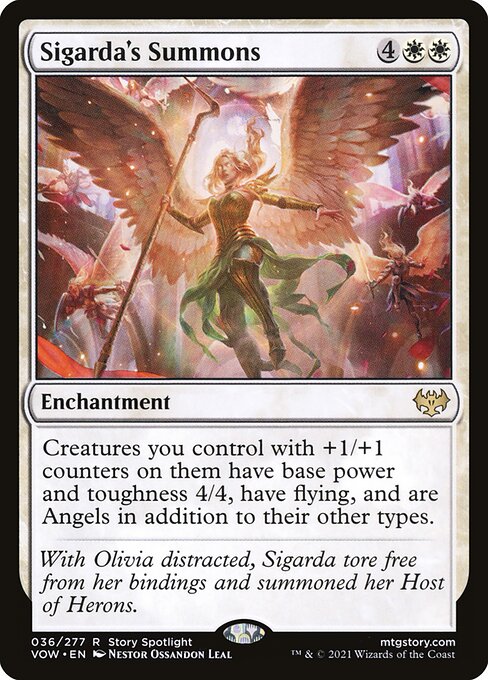 Sigarda's Summons 4
Enchantment
Creatures you control with +1/+1
counters on them have base power
and toughness 4/4, have flying, and are
Angels in addition to their other types.
With Olivia distracted, Sigarda tore free
from her bindings and summoned her Host
of Herons.
036/277 R Story Spotlight mtgstory.com
VOW • EN Nestor Ossandon Leal ™ & © 2021 Wizards of the Coast